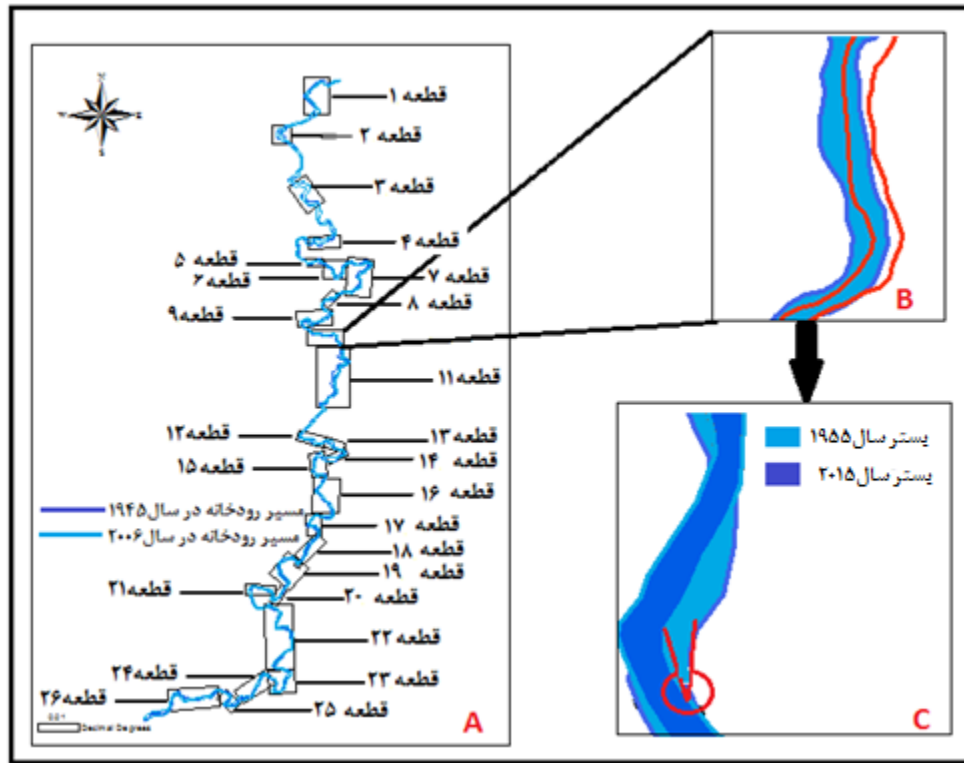 قطعه ۱
قطعه ۲
قطعه ۳
قطعه ۴
قطعه ۵
قطعه ۶
قطعه ۷
قطعه ۸
قطعه۹
قطعه۱۱
قطعه۱۲
قطعه۱۳
قطعه ۱۴
قطعه۱۵
قطعه ۱۶
قطعه ۱۷
قطعه ۱۸
قطعه ۱۹
قطعه ۲۰
قطعه۲۱
قطعه ۲۲
قطعه ۲۳
قطعه۲۴
قطعه ۲۵
قطعه۲۶
مسیر رودخانه در سال۱۹۴۵
مسیر رودخانه در سال۲۰۰۶
Decimal Degrees
A
B
یستر سال۱۹۵۵
یستر سال۲۰۱۵
C